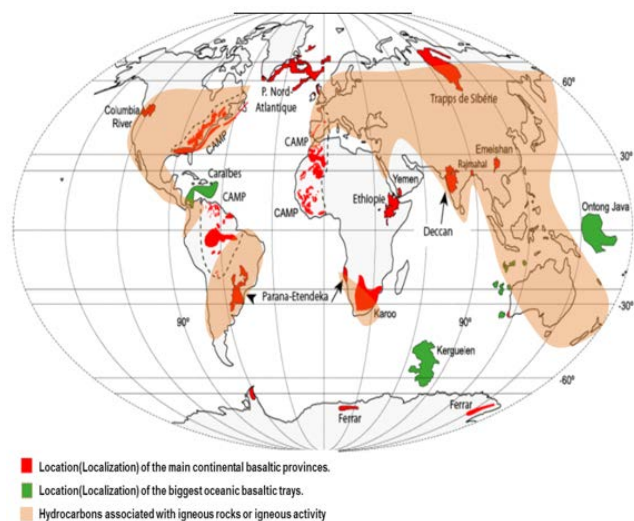 60°
P. Nord-
Atlantique
Trapps de Sibérie
Columbia
River
CAMP
CAMP
Emeishan
30°
Rajmahal
Caraïbes
Yemen
CAMP
Ethiopie
Ontong Java
CAMP
Deccan
Parana-Etendeka
Karoo
-30°
90°
90°
Kerguelen
-60°
Ferrar
Ferrar
Location(Localization) of the main continental basaltic provinces.
Location(Localization) of the biggest oceanic basaltic trays.
Hydrocarbons associated with igneous rocks or igneous activity